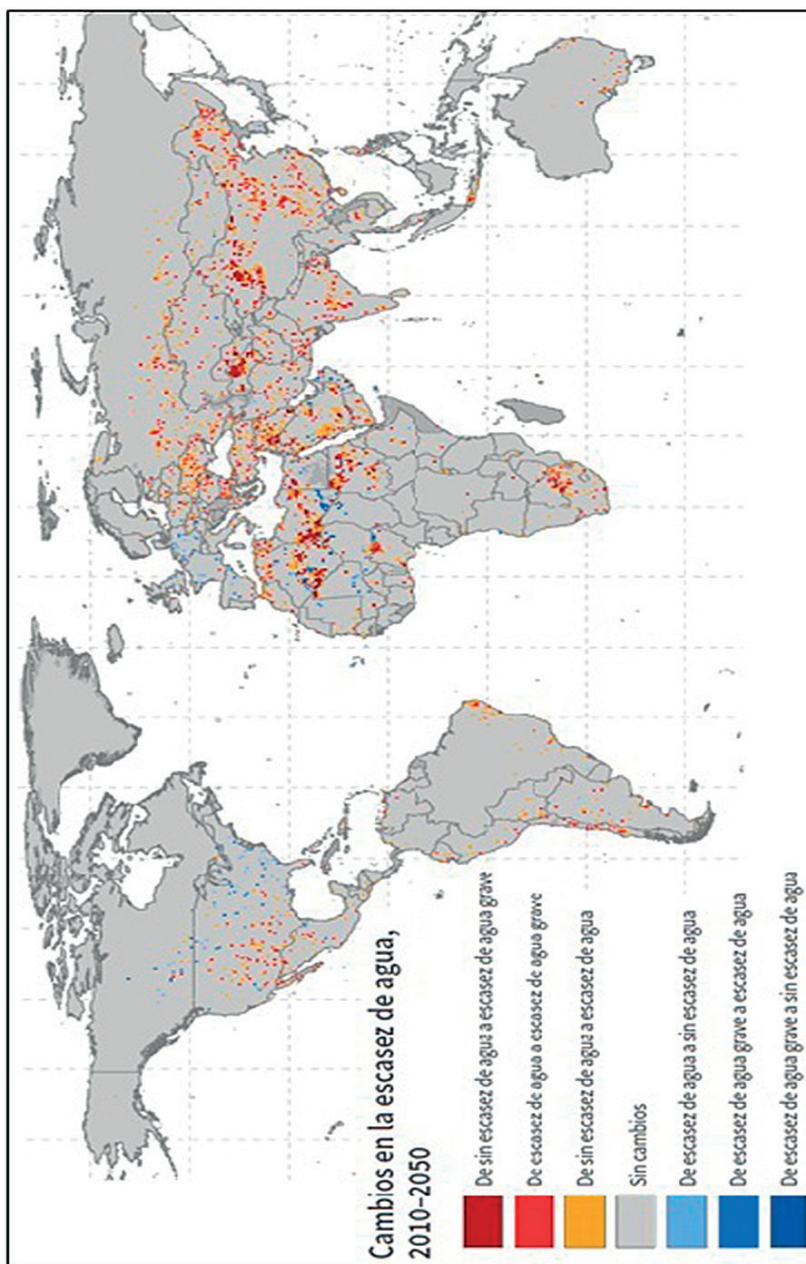 Cambios en la escasez de agua,
2010–2050
De sin escasez de agua a escasez de agua grave
De escasez de agua a escasez de agua grave
De sin escasez de agua a escasez de agua
Sin cambios
De escasez de agua a sin escasez de agua
De escasez de agua grave a escasez de agua
De escasez de agua grave a sin escasez de agua